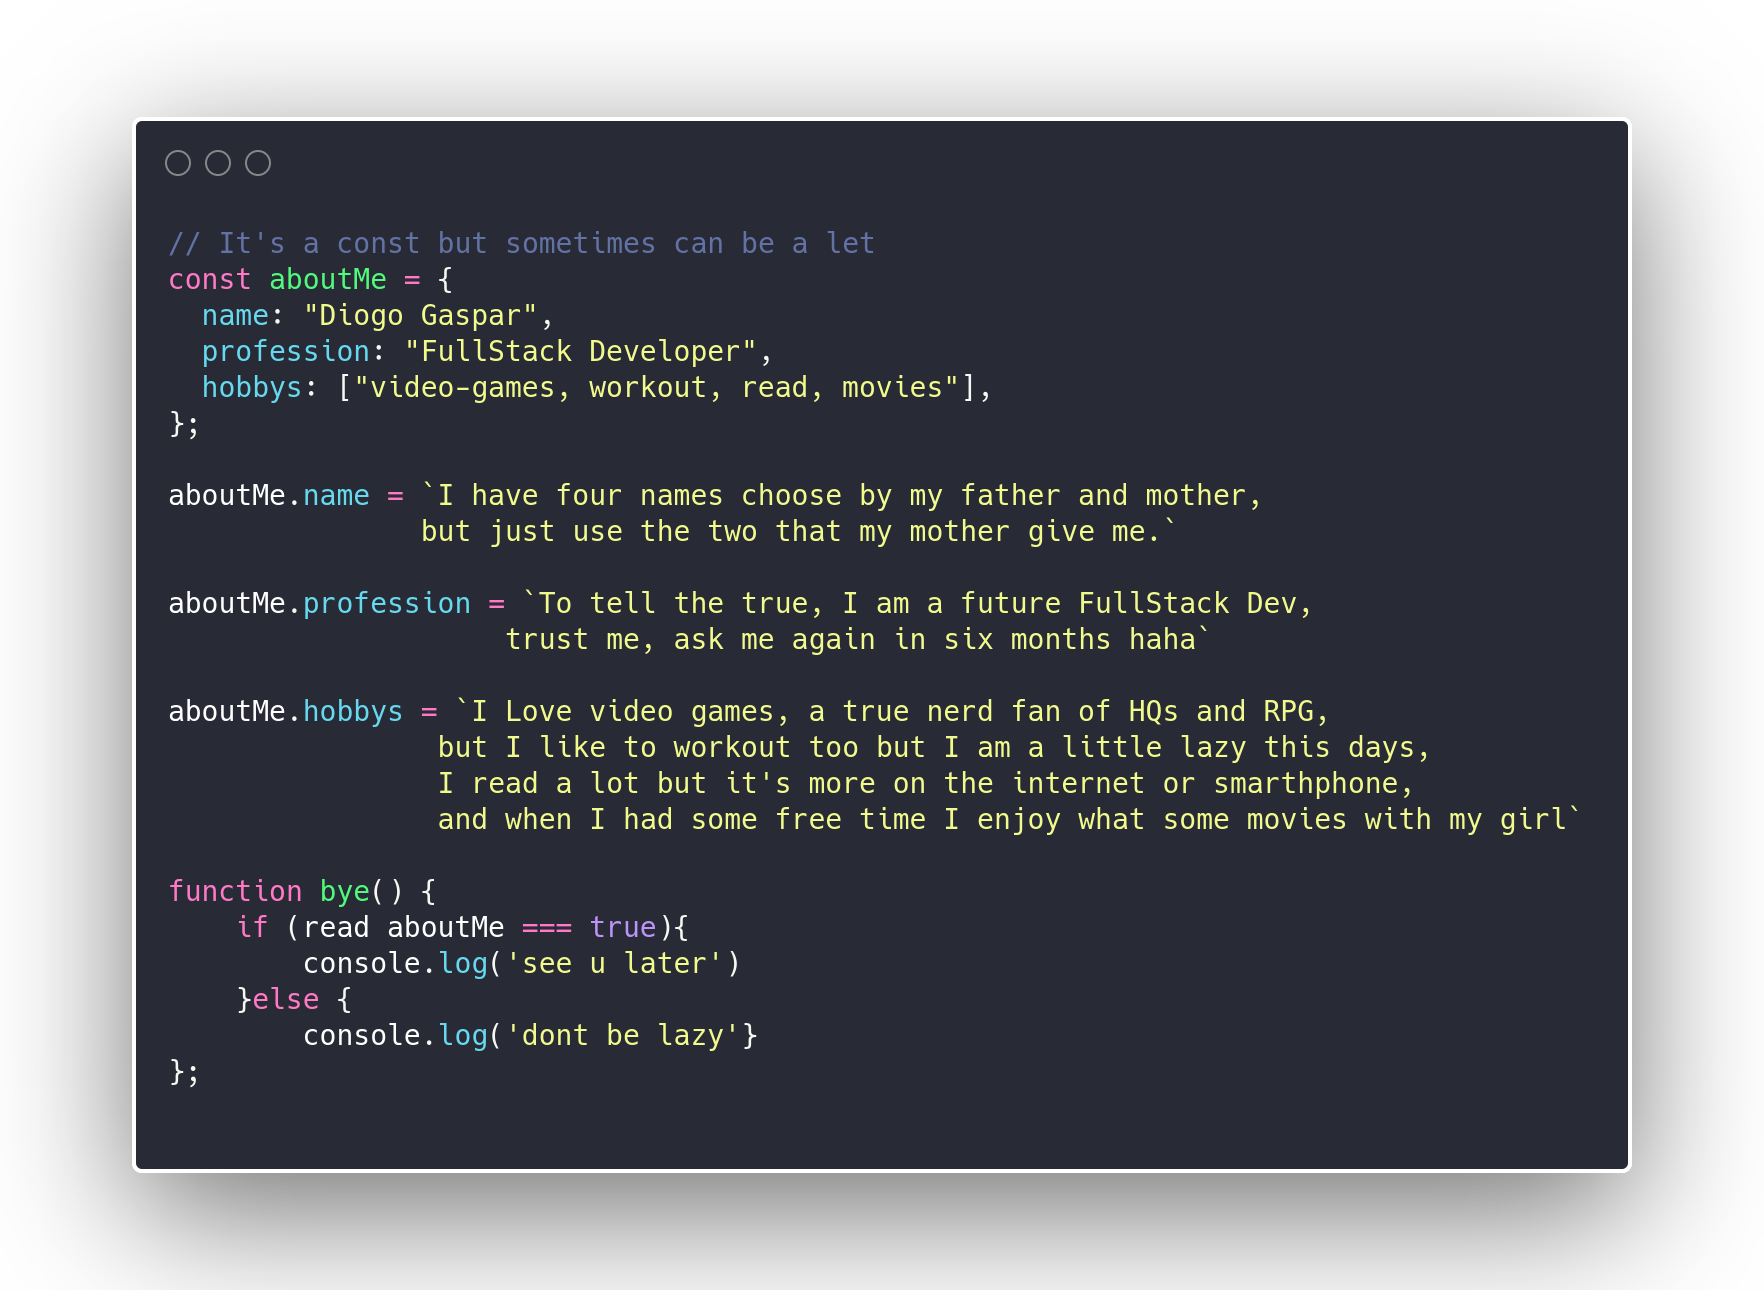 // It's a const but sometimes can be a let
const aboutMe = {
  name: "Diogo Gaspar",
  profession: "FullStack Developer",
  hobbys: ["video-games, workout, read, movies"],
};

aboutMe.name = `I have four names choose by my father and mother,
               but just use the two that my mother give me.`

aboutMe.profession = `To tell the true, I am a future FullStack Dev,
                    trust me, ask me again in six months haha`

aboutMe.hobbys = `I Love video games, a true nerd fan of HQs and RPG,
                but I like to workout too but I am a little lazy this days,
                I read a lot but it's more on the internet or smarthphone,
                and when I had some free time I enjoy what some movies with my girl`

function bye() {
    if (read aboutMe === true){
        console.log('see u later')
    }else {
        console.log('dont be lazy'}
};